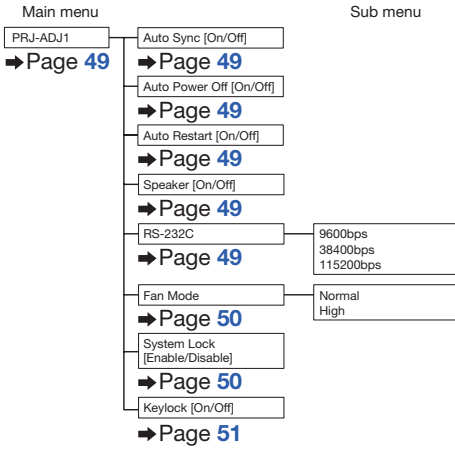 Main menu
Sub menu
PRJ-ADJ1
➡Page 49
Auto Sync [On/Off]
➡Page 49
Auto Power Off [On/Off]
➡Page 49
Auto Restart [On/Off]
➡Page 49
Speaker [On/Off]
➡Page 49
RS-232C
➡Page 49
9600bps
38400bps
115200bps
Fan Mode
➡Page 50
Normal
High
System Lock
[Enable/Disable]
➡Page 50
Keylock [On/Off]
➡Page 51